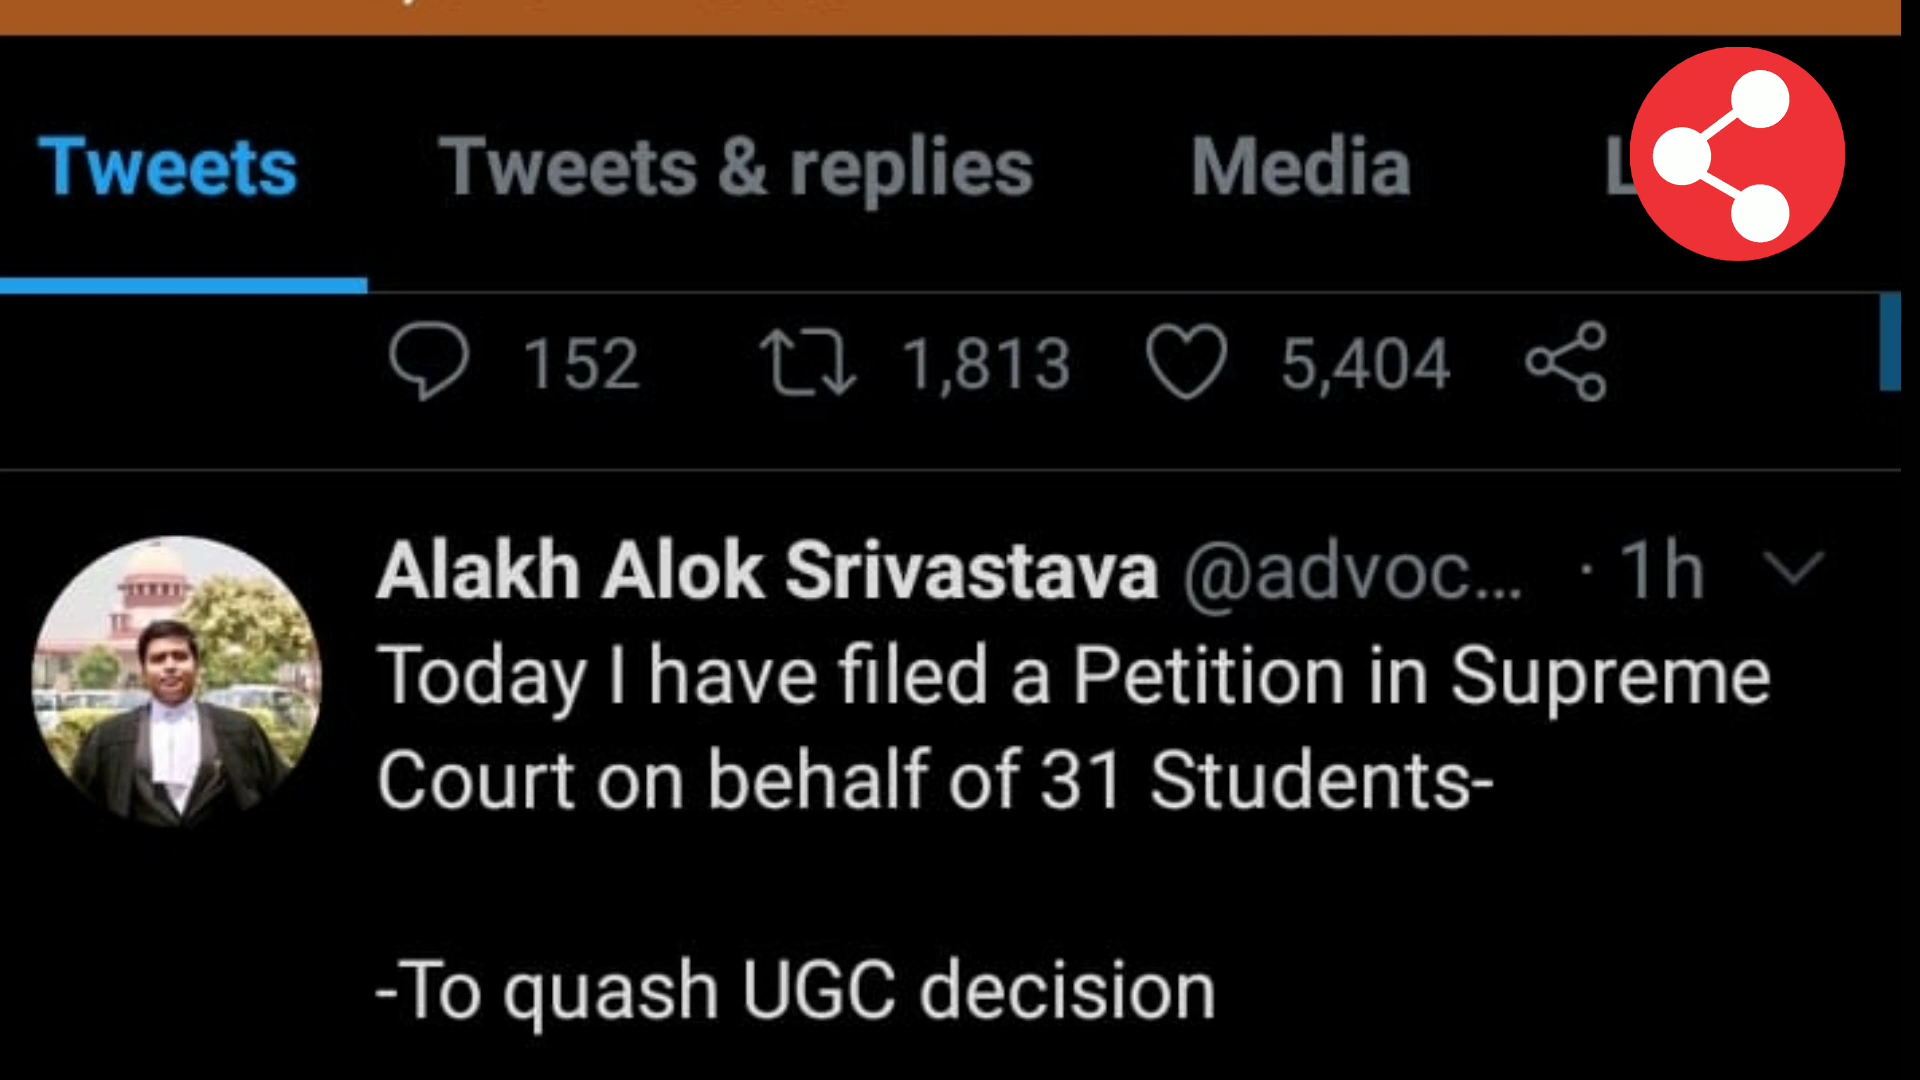 Tweets Tweets & replies Media
152 1,813 5,404
Alakh Alok Srivastava @advoc... · 1h
Today I have filed a Petition in Supreme
Court on behalf of 31 Students-
-To quash UGC decision